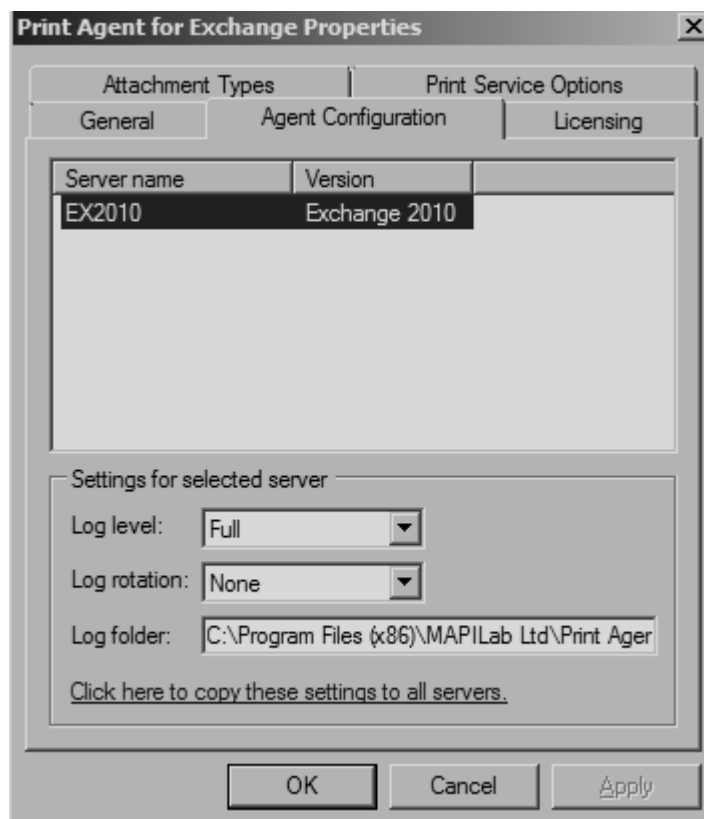 Print Agent for Exchange Properties
Attachment Types Print Service Options
General Agent Configuration Licensing
Server name Version
EX2010 Exchange 2010
Settings for selected server
Log level: Full
Log rotation: None
Log folder: C:\Program Files (x86)\MAPILab Ltd\Print Ager
Click here to copy these settings to all servers.
OK Cancel Apply